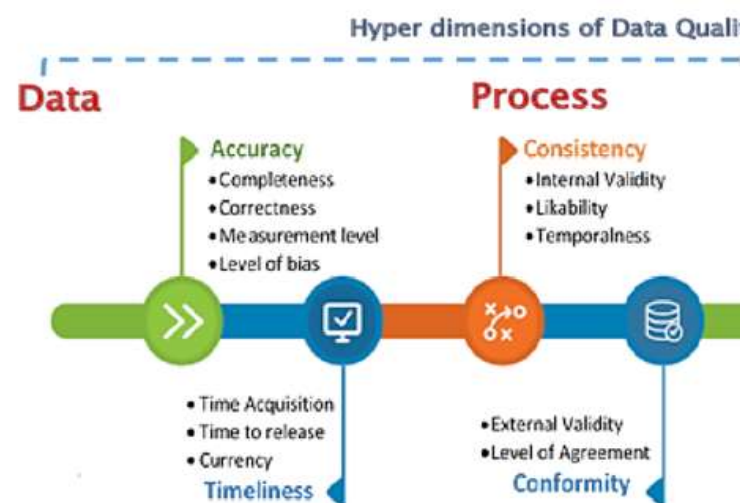 Hyper dimensions of Data Quali
Data
Process
Accuracy
•Completeness
•Correctness
•Measurement level
•Level of bias
Consistency
•Internal Validity
•Likability
•Temporalness
• Time Acquisition
• Time to release
• Currency
Timeliness
•External Validity
•Level of Agreement
Conformity